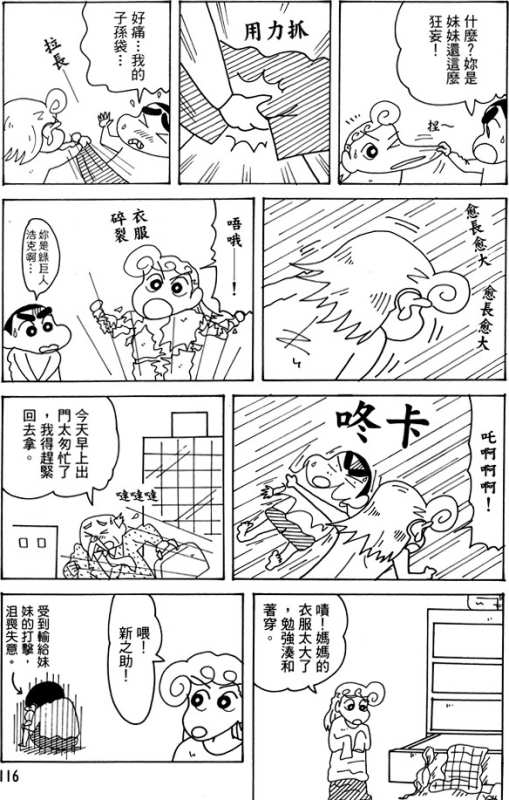 什麼?妳是
妹妹還這麼
狂妄!
捏~
用力抓
好痛…我的
子孫袋…
拉長—
愈長愈大
愈長愈大
唔哦——!
衣服
碎裂
妳是綠巨人
浩克啊…
吒啊啊啊!
咚卡
今天早上出
門太匆忙了
,我得趕緊
回去拿。
噠噠噠
嘖!媽媽的
衣服太大了
,勉強湊和
著穿。
喂!
新之助!
受到輸給妹
妹的打擊,
沮喪失意。
116